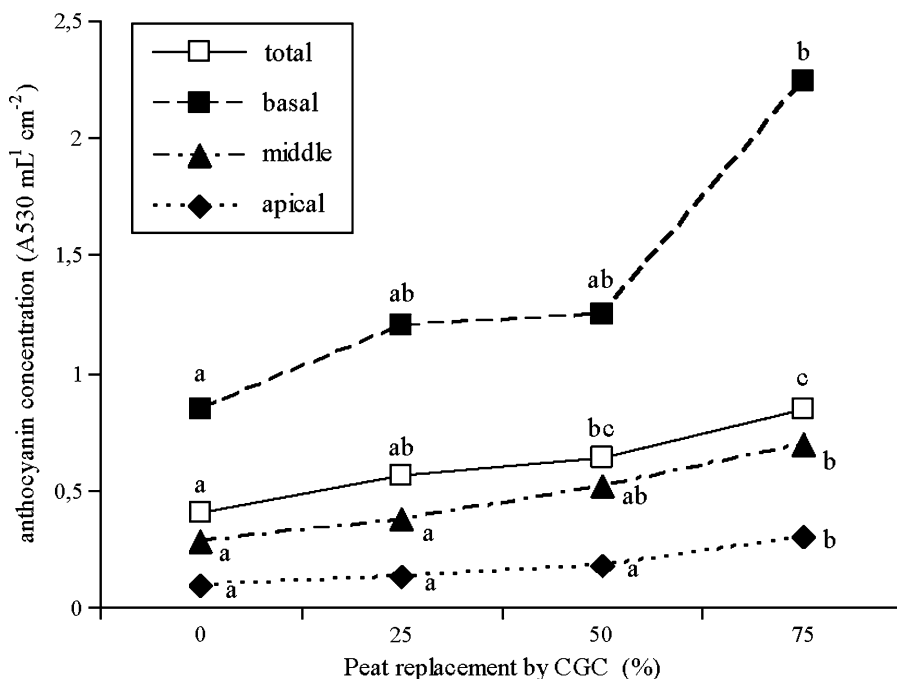 anthocyanin concentration (A530 mL¹ cm⁻²)
2,5
2
1,5
1
0,5
0
total
basal
middle
apical
b
ab
ab
a
c
bc
ab
a
b
ab
a
a
b
a
a
a
0
25
50
75
Peat replacement by CGC (%)